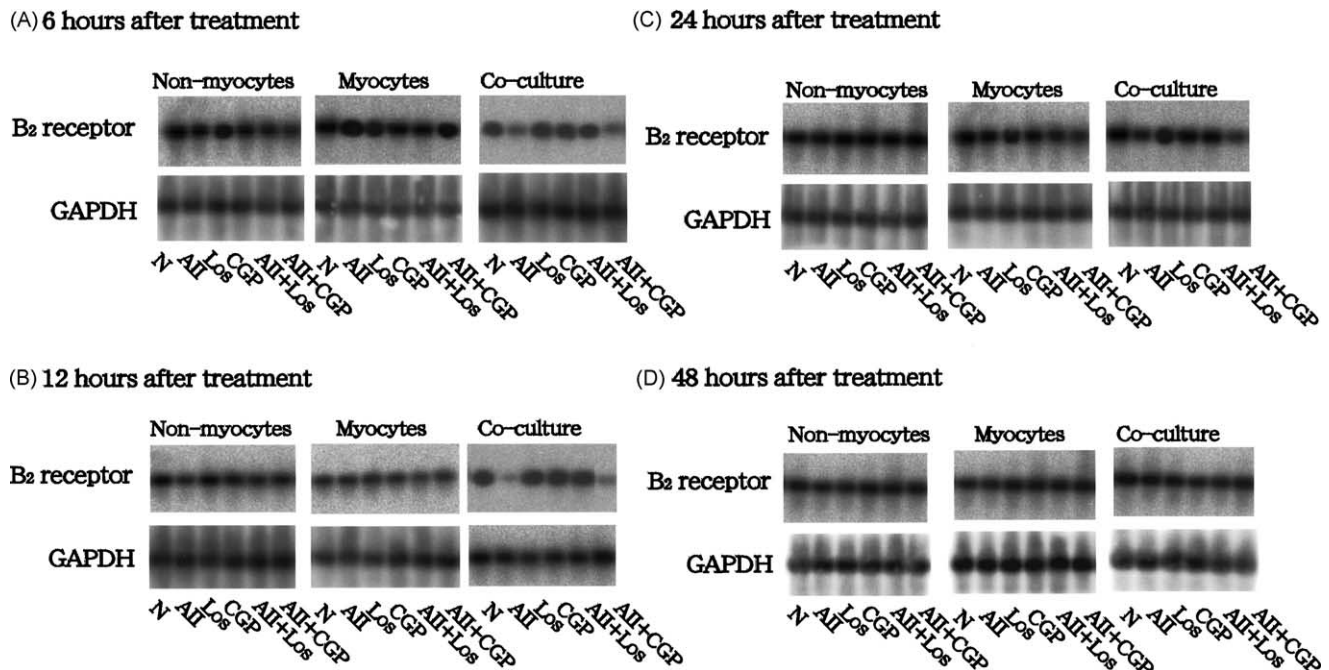 (A) 6 hours after treatment
Non-myocytes Myocytes Co-culture
B₂ receptor
GAPDH
N AII Los CGP AII+Los AII+CGP N AII Los CGP AII+Los AII+CGP N AII Los CGP AII+Los AII+CGP
(B) 12 hours after treatment
Non-myocytes Myocytes Co-culture
B₂ receptor
GAPDH
N AII Los CGP AII+Los AII+CGP N AII Los CGP AII+Los AII+CGP N AII Los CGP AII+Los AII+CGP
(C) 24 hours after treatment
Non-myocytes Myocytes Co-culture
B₂ receptor
GAPDH
N AII Los CGP AII+Los AII+CGP N AII Los CGP AII+Los AII+CGP N AII Los CGP AII+Los AII+CGP
(D) 48 hours after treatment
Non-myocytes Myocytes Co-culture
B₂ receptor
GAPDH
N AII Los CGP AII+Los AII+CGP N AII Los CGP AII+Los AII+CGP N AII Los CGP AII+Los AII+CGP